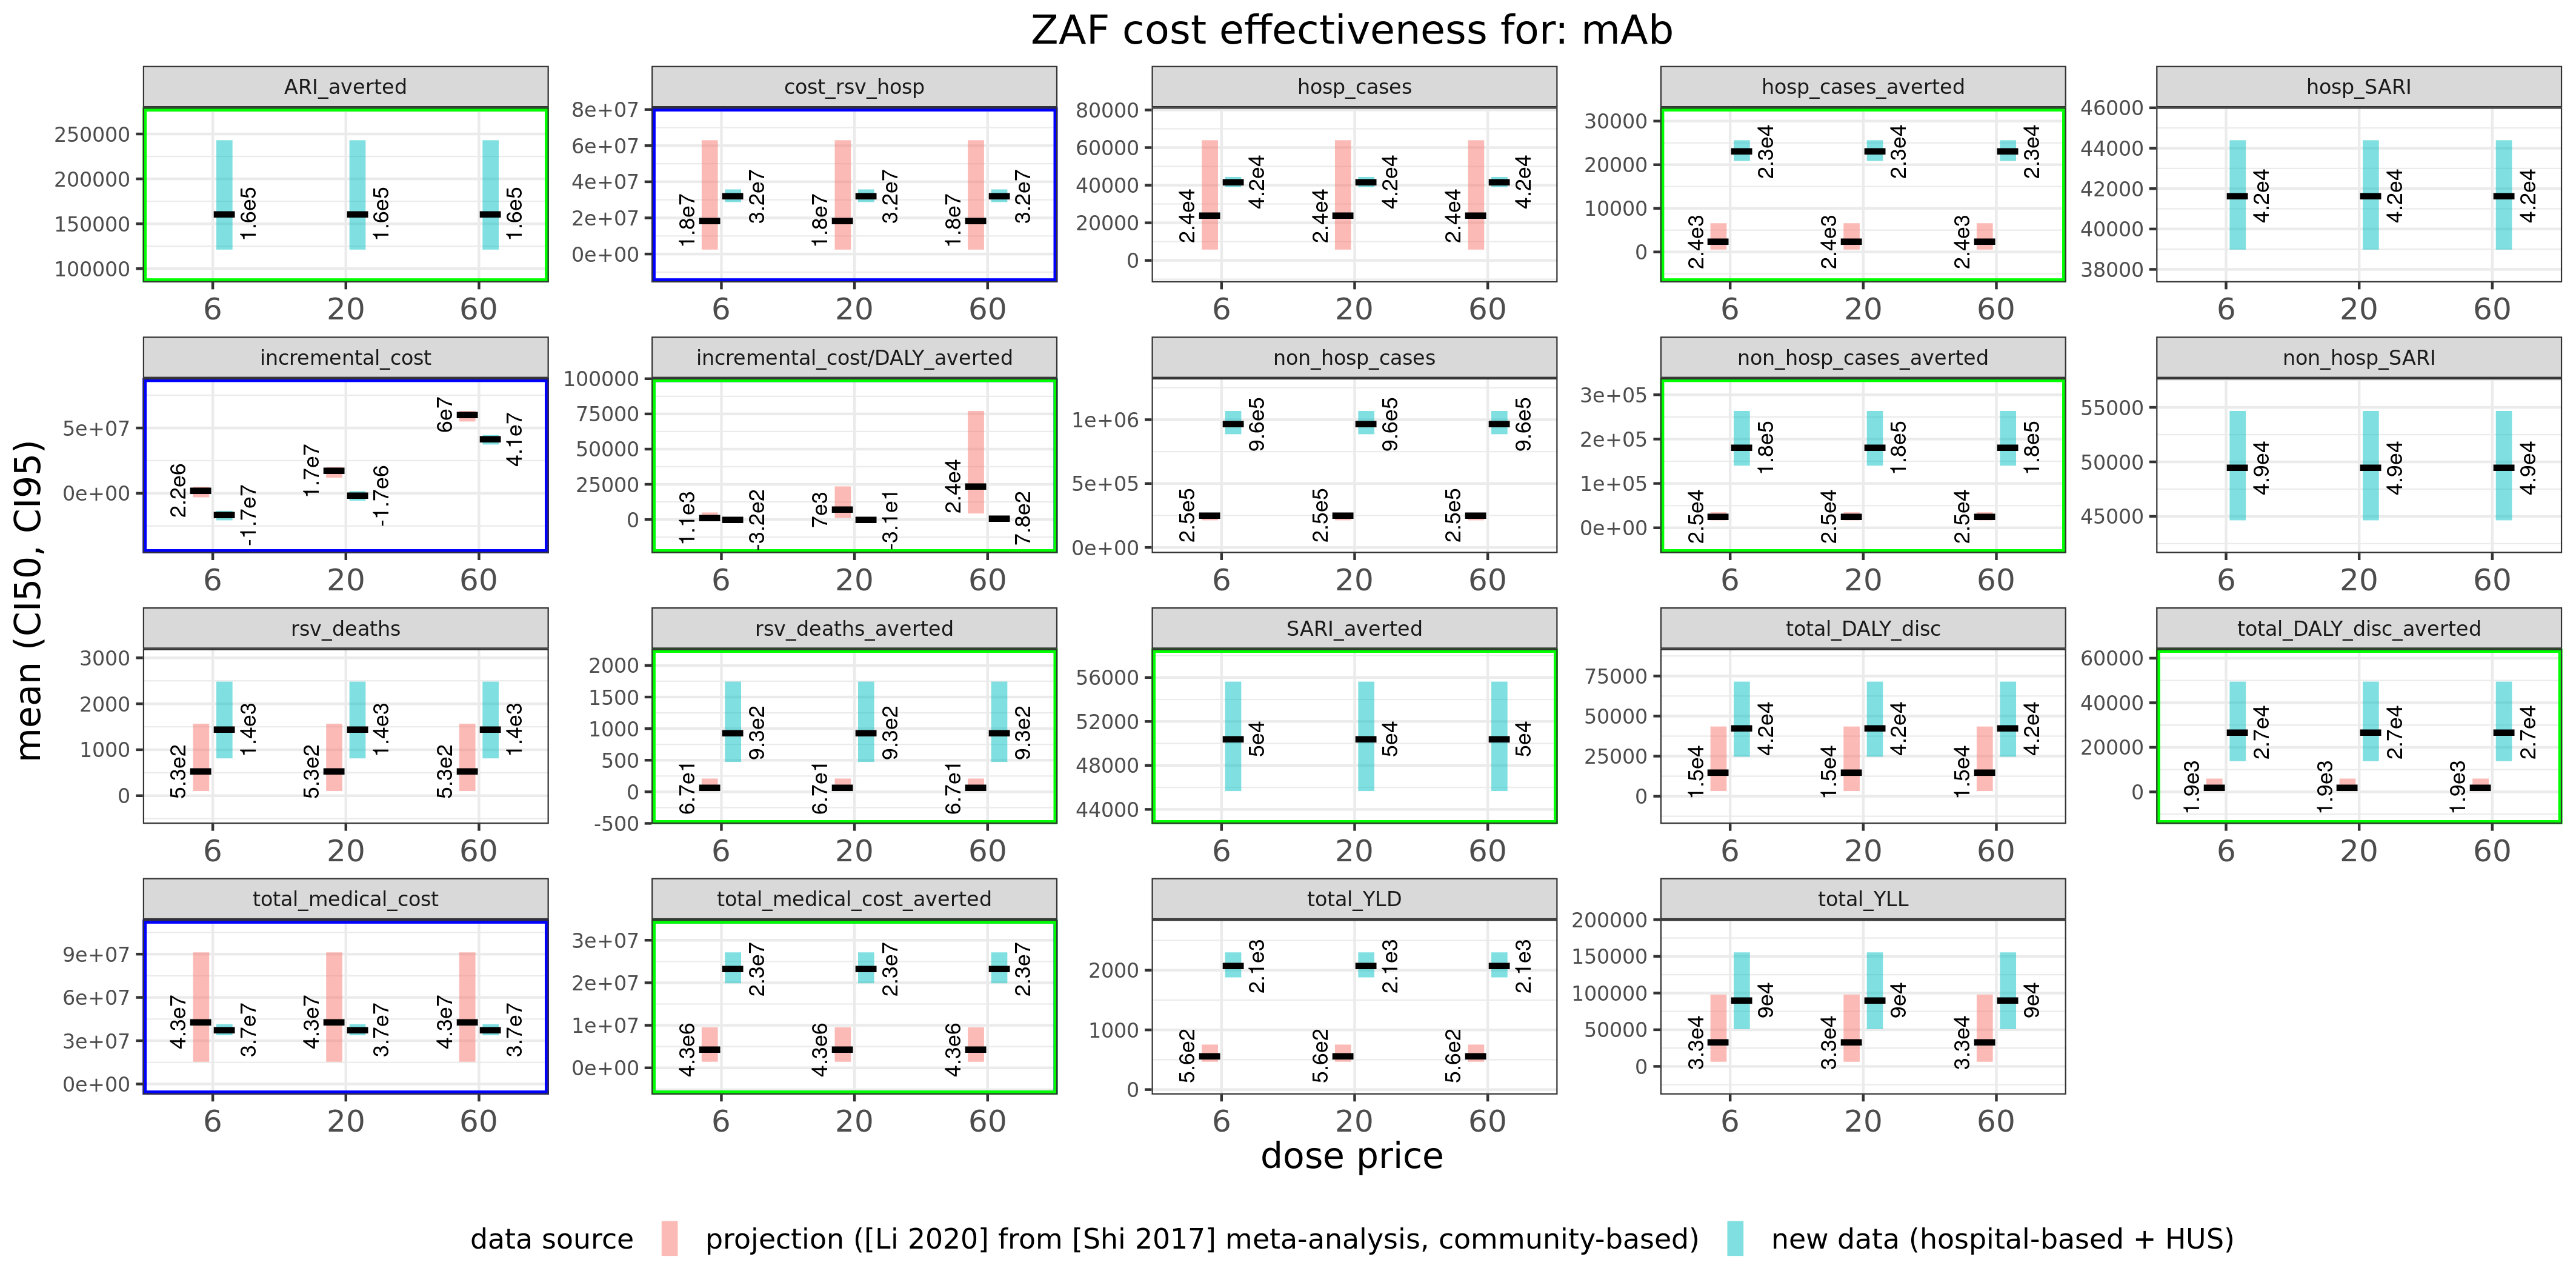 ZAF cost effectiveness for: mAb
mean (CI50, CI95)
ARI_averted
250000
200000
150000
100000
1.6e5 1.6e5 1.6e5
6 20 60
cost_rsv_hosp
8e+07
6e+07
4e+07
2e+07
0e+00
1.8e7 3.2e7 1.8e7 3.2e7 1.8e7 3.2e7
6 20 60
hosp_cases
80000
60000
40000
20000
0
2.4e4 4.2e4 2.4e4 4.2e4 2.4e4 4.2e4
6 20 60
hosp_cases_averted
30000
20000
10000
0
2.4e3 2.3e4 2.4e3 2.3e4 2.4e3 2.3e4
6 20 60
hosp_SARI
46000
44000
42000
40000
38000
4.2e4 4.2e4 4.2e4
6 20 60
incremental_cost
5e+07
0e+00
2.2e6 -1.7e7 1.7e7 -1.7e6 6e7 4.1e7
6 20 60
incremental_cost/DALY_averted
100000
75000
50000
25000
0
1.1e3 -3.2e2 7e3 -3.1e1 2.4e4 7.8e2
6 20 60
non_hosp_cases
1e+06
5e+05
0e+00
2.5e5 9.6e5 2.5e5 9.6e5 2.5e5 9.6e5
6 20 60
non_hosp_cases_averted
3e+05
2e+05
1e+05
0e+00
2.5e4 1.8e5 2.5e4 1.8e5 2.5e4 1.8e5
6 20 60
non_hosp_SARI
55000
50000
45000
4.9e4 4.9e4 4.9e4
6 20 60
rsv_deaths
3000
2000
1000
0
5.3e2 1.4e3 5.3e2 1.4e3 5.3e2 1.4e3
6 20 60
rsv_deaths_averted
2000
1500
1000
500
0
-500
6.7e1 9.3e2 6.7e1 9.3e2 6.7e1 9.3e2
6 20 60
SARI_averted
56000
52000
48000
44000
5e4 5e4 5e4
6 20 60
total_DALY_disc
75000
50000
25000
0
1.5e4 4.2e4 1.5e4 4.2e4 1.5e4 4.2e4
6 20 60
total_DALY_disc_averted
60000
40000
20000
0
1.9e3 2.7e4 1.9e3 2.7e4 1.9e3 2.7e4
6 20 60
total_medical_cost
9e+07
6e+07
3e+07
0e+00
4.3e7 3.7e7 4.3e7 3.7e7 4.3e7 3.7e7
6 20 60
total_medical_cost_averted
3e+07
2e+07
1e+07
0e+00
4.3e6 2.3e7 4.3e6 2.3e7 4.3e6 2.3e7
6 20 60
total_YLD
2000
1000
0
5.6e2 2.1e3 5.6e2 2.1e3 5.6e2 2.1e3
6 20 60
total_YLL
200000
150000
100000
50000
0
3.3e4 9e4 3.3e4 9e4 3.3e4 9e4
6 20 60
dose price
data source projection ([Li 2020] from [Shi 2017] meta-analysis, community-based) new data (hospital-based + HUS)